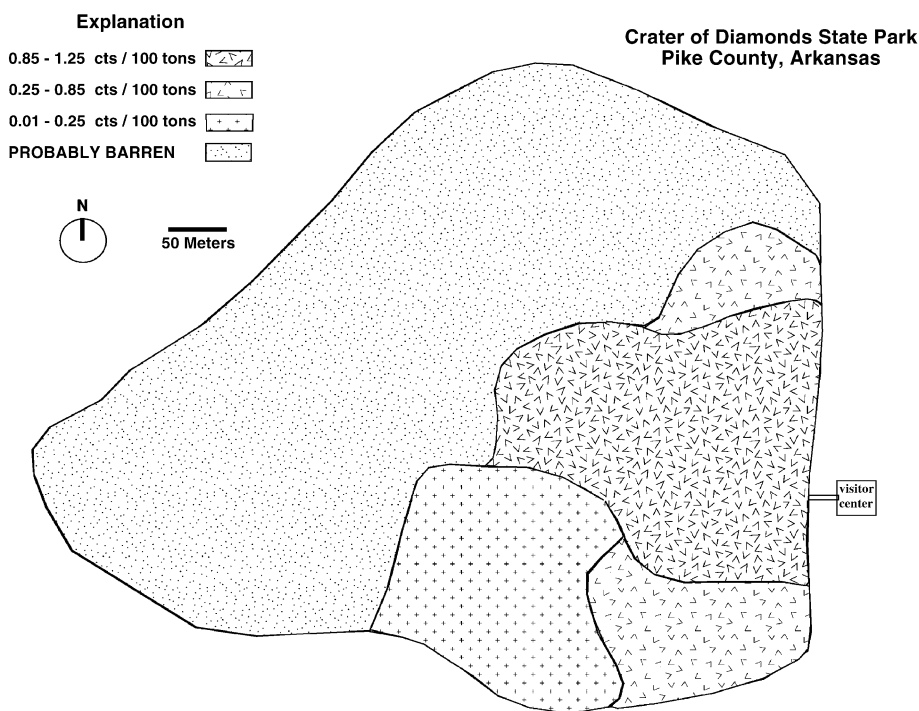 Explanation
0.85 - 1.25 cts / 100 tons
0.25 - 0.85 cts / 100 tons
0.01 - 0.25 cts / 100 tons
PROBABLY BARREN
N
50 Meters
Crater of Diamonds State Park
Pike County, Arkansas
visitor
center